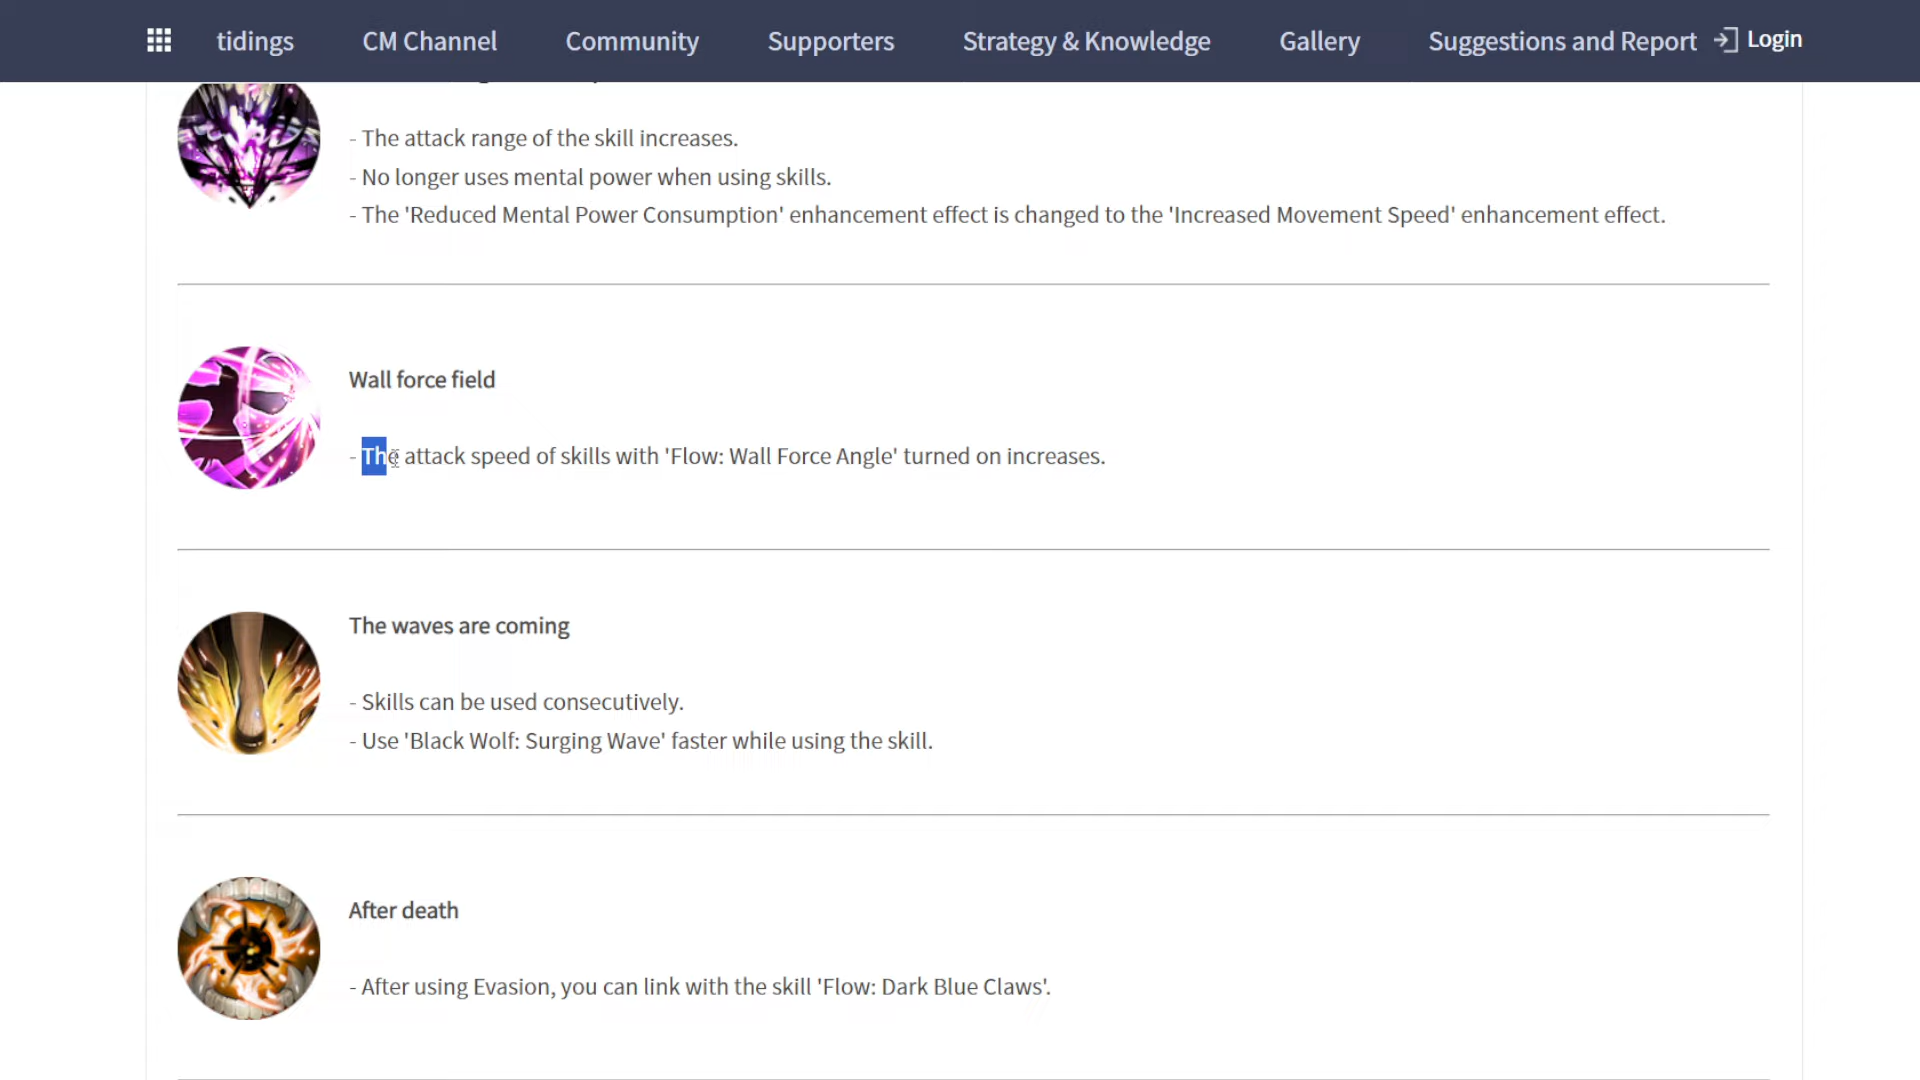 tidings CM Channel Community Supporters Strategy & Knowledge Gallery Suggestions and Report Login
- The attack range of the skill increases.
- No longer uses mental power when using skills.
- The 'Reduced Mental Power Consumption' enhancement effect is changed to the 'Increased Movement Speed' enhancement effect.
Wall force field
- The attack speed of skills with 'Flow: Wall Force Angle' turned on increases.
The waves are coming
- Skills can be used consecutively.
- Use 'Black Wolf: Surging Wave' faster while using the skill.
After death
- After using Evasion, you can link with the skill 'Flow: Dark Blue Claws'.